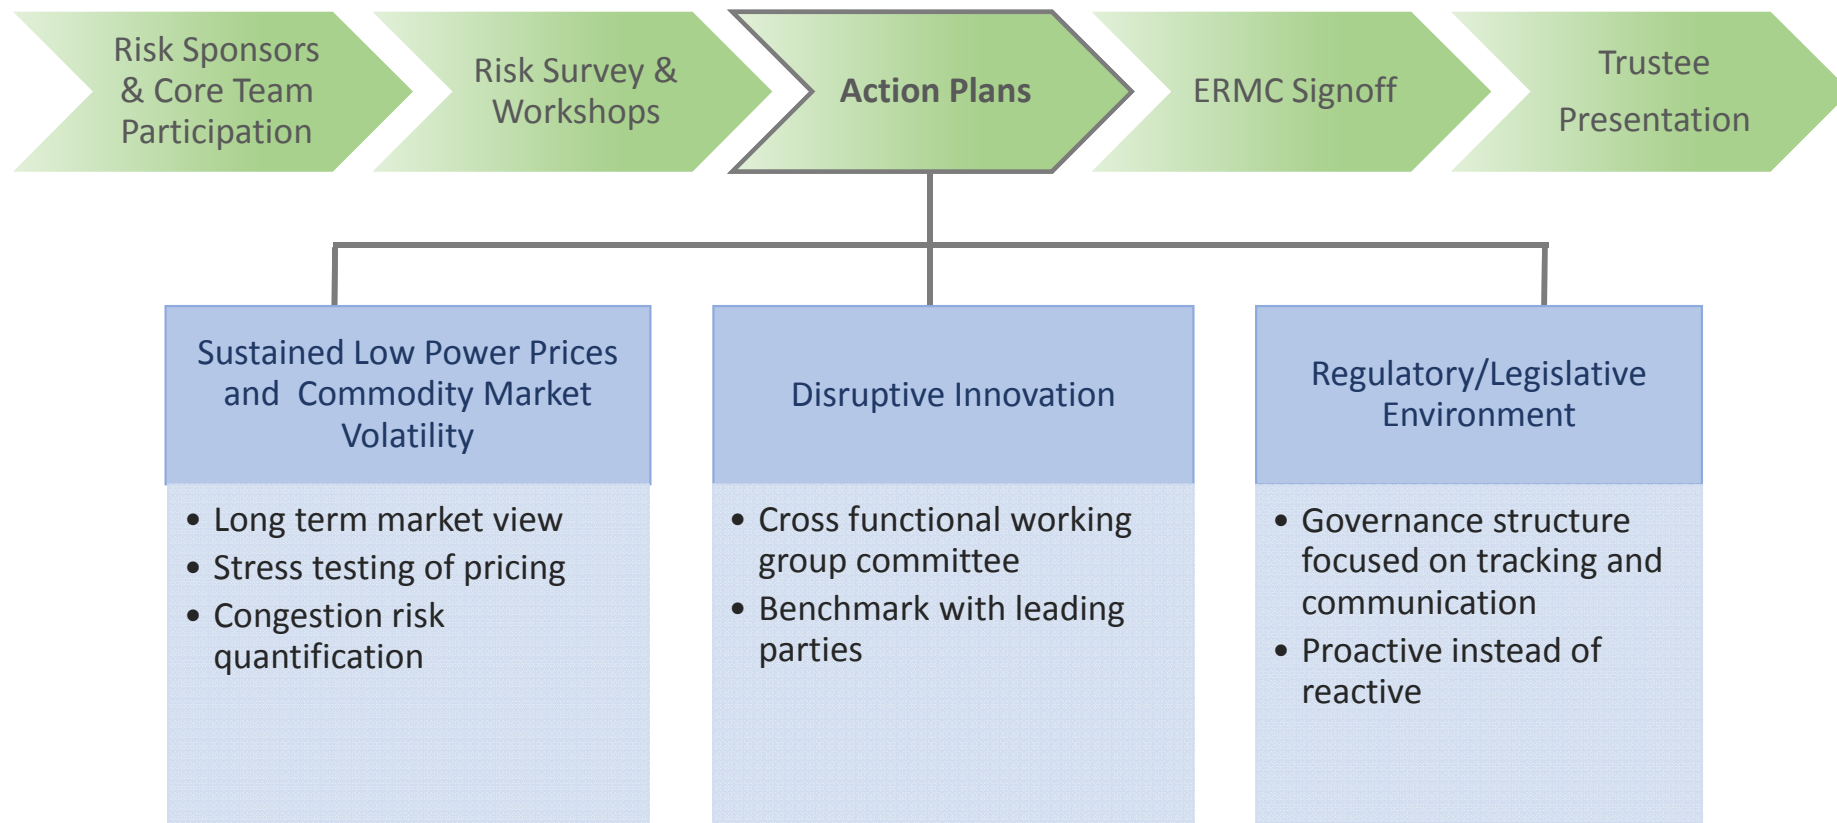 Risk Sponsors
& Core Team
Participation
Risk Survey &
Workshops
Action Plans
ERMC Signoff
Trustee
Presentation
Sustained Low Power Prices
and  Commodity Market
Volatility
• Long term market view
• Stress testing of pricing
• Congestion risk
quantification
Disruptive Innovation
• Cross functional working
group committee
• Benchmark with leading
parties
Regulatory/Legislative
Environment
• Governance structure
focused on tracking and
communication
• Proactive instead of
reactive